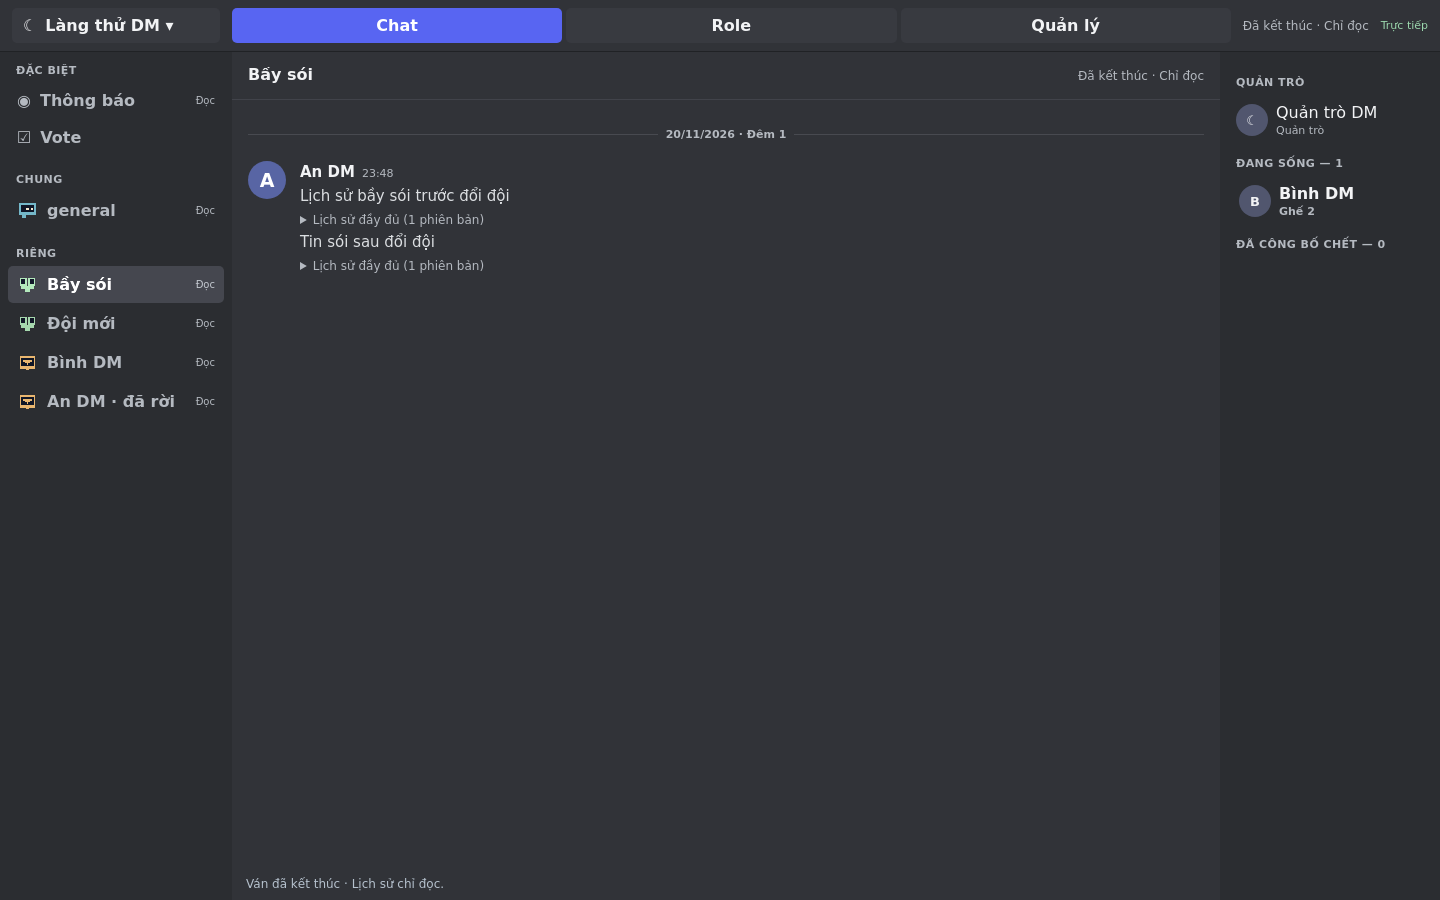 ☾ Làng thử DM ▾
Chat
Role
Quản lý
Đã kết thúc · Chỉ đọc
Trực tiếp
ĐẶC BIỆT
◉ Thông báo Đọc
☑ Vote
CHUNG
general Đọc
RIÊNG
Bầy sói Đọc
Đội mới Đọc
Bình DM Đọc
An DM · đã rời Đọc
Bầy sói
Đã kết thúc · Chỉ đọc
20/11/2026 · Đêm 1
A
An DM 23:48
Lịch sử bầy sói trước đổi đội
▶ Lịch sử đầy đủ (1 phiên bản)
Tin sói sau đổi đội
▶ Lịch sử đầy đủ (1 phiên bản)
Ván đã kết thúc · Lịch sử chỉ đọc.
QUẢN TRÒ
☾
Quản trò DM
Quản trò
ĐANG SỐNG — 1
B
Bình DM
Ghế 2
ĐÃ CÔNG BỐ CHẾT — 0